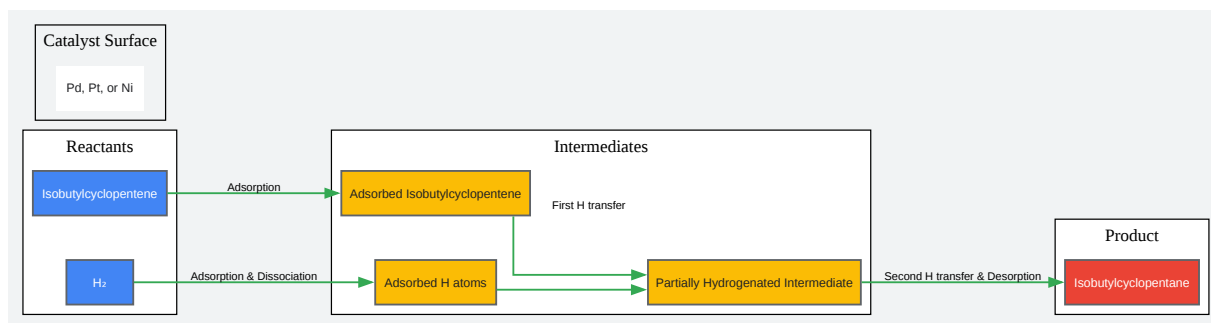 Catalyst Surface
Pd, Pt, or Ni
Reactants
Isobutylcyclopentene
H₂
Adsorption
Adsorption & Dissociation
Intermediates
Adsorbed Isobutylcyclopentene
First H transfer
Adsorbed H atoms
Partially Hydrogenated Intermediate
Second H transfer & Desorption
Product
Isobutylcyclopentane